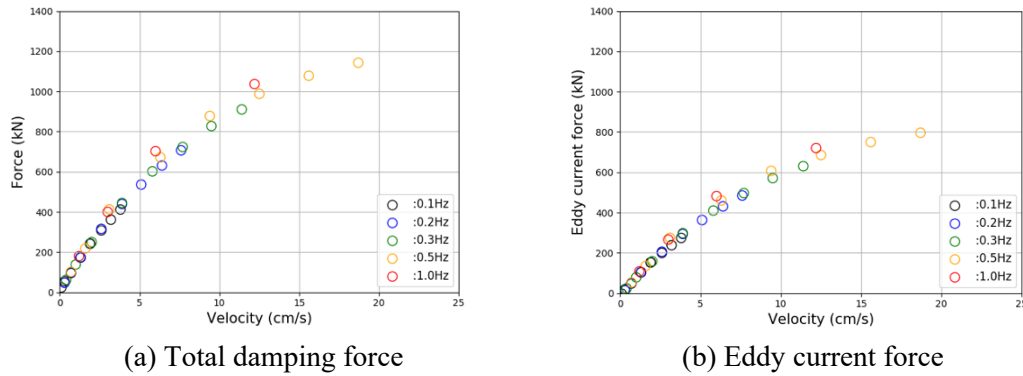 1400
1200
1000
800
600
400
200
0
Force (kN)
0 5 10 15 20 25
Velocity (cm/s)
:0.1Hz
:0.2Hz
:0.3Hz
:0.5Hz
:1.0Hz
(a) Total damping force
1400
1200
1000
800
600
400
200
0
Eddy current force (kN)
0 5 10 15 20 25
Velocity (cm/s)
:0.1Hz
:0.2Hz
:0.3Hz
:0.5Hz
:1.0Hz
(b) Eddy current force